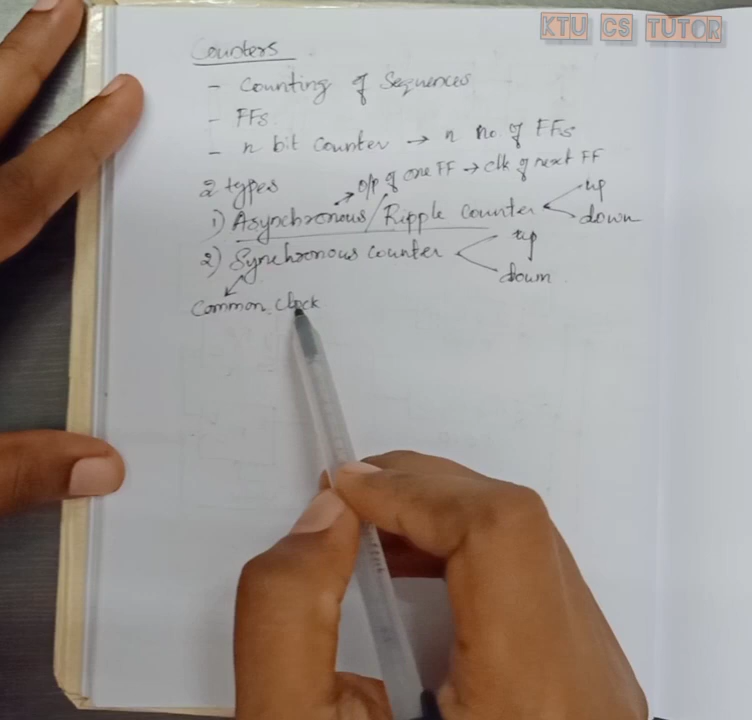 KTU CS TUTOR
Counters
- Counting of Sequences
- FFs
- n bit Counter → n no. of FFs
2 types
→ o/p of one FF → clk of next FF
1) Asynchronous/Ripple Counter
up
down
2) Synchronous Counter
up
down
Common Clock